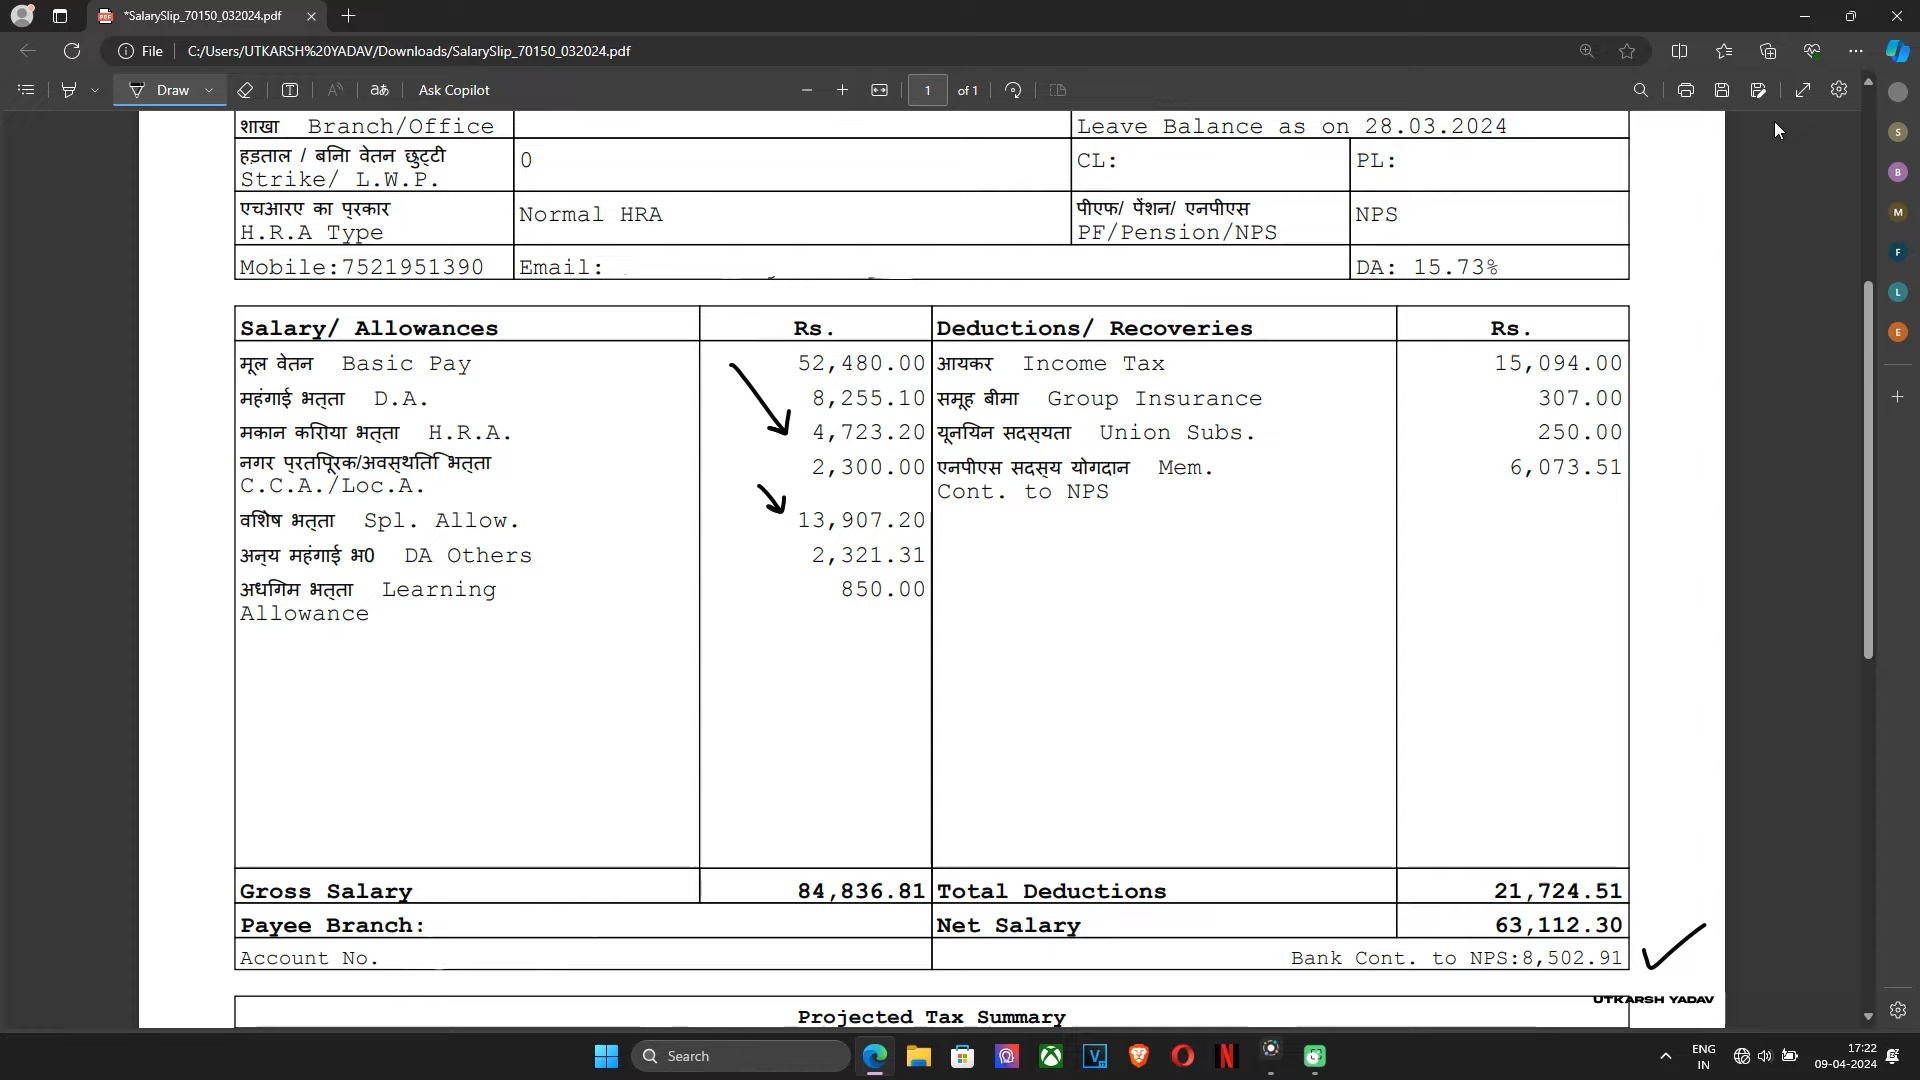 *SalarySlip_70150_032024.pdf
File C:/Users/UTKARSH%20YADAV/Downloads/SalarySlip_70150_032024.pdf
Draw aあ Ask Copilot 1 of 1
शाखा Branch/Office Leave Balance as on 28.03.2024
हडताल / बिना वेतन छुट्टी 0 CL: PL:
Strike/ L.W.P.
एचआरए का प्रकार Normal HRA पीएफ/ पेंशन/ एनपीएस NPS
H.R.A Type PF/Pension/NPS
Mobile:7521951390 Email: DA: 15.73%
Salary/ Allowances Rs. Deductions/ Recoveries Rs.
मूल वेतन Basic Pay 52,480.00 आयकर Income Tax 15,094.00
महंगाई भत्ता D.A. 8,255.10 समूह बीमा Group Insurance 307.00
मकान किराया भत्ता H.R.A. 4,723.20 यूनियन सदस्यता Union Subs. 250.00
नगर प्रतिपूरक/अवस्थिति भत्ता 2,300.00 एनपीएस सदस्य योगदान Mem. 6,073.51
C.C.A./Loc.A. Cont. to NPS
विशेष भत्ता Spl. Allow. 13,907.20
अन्य महंगाई भ0 DA Others 2,321.31
अधिगम भत्ता Learning 850.00
Allowance
Gross Salary 84,836.81 Total Deductions 21,724.51
Payee Branch: Net Salary 63,112.30
Account No. Bank Cont. to NPS:8,502.91
UTKARSH YADAV
Projected Tax Summary
S
B
M
F
L
E
Search
ENG
IN
17:22
09-04-2024